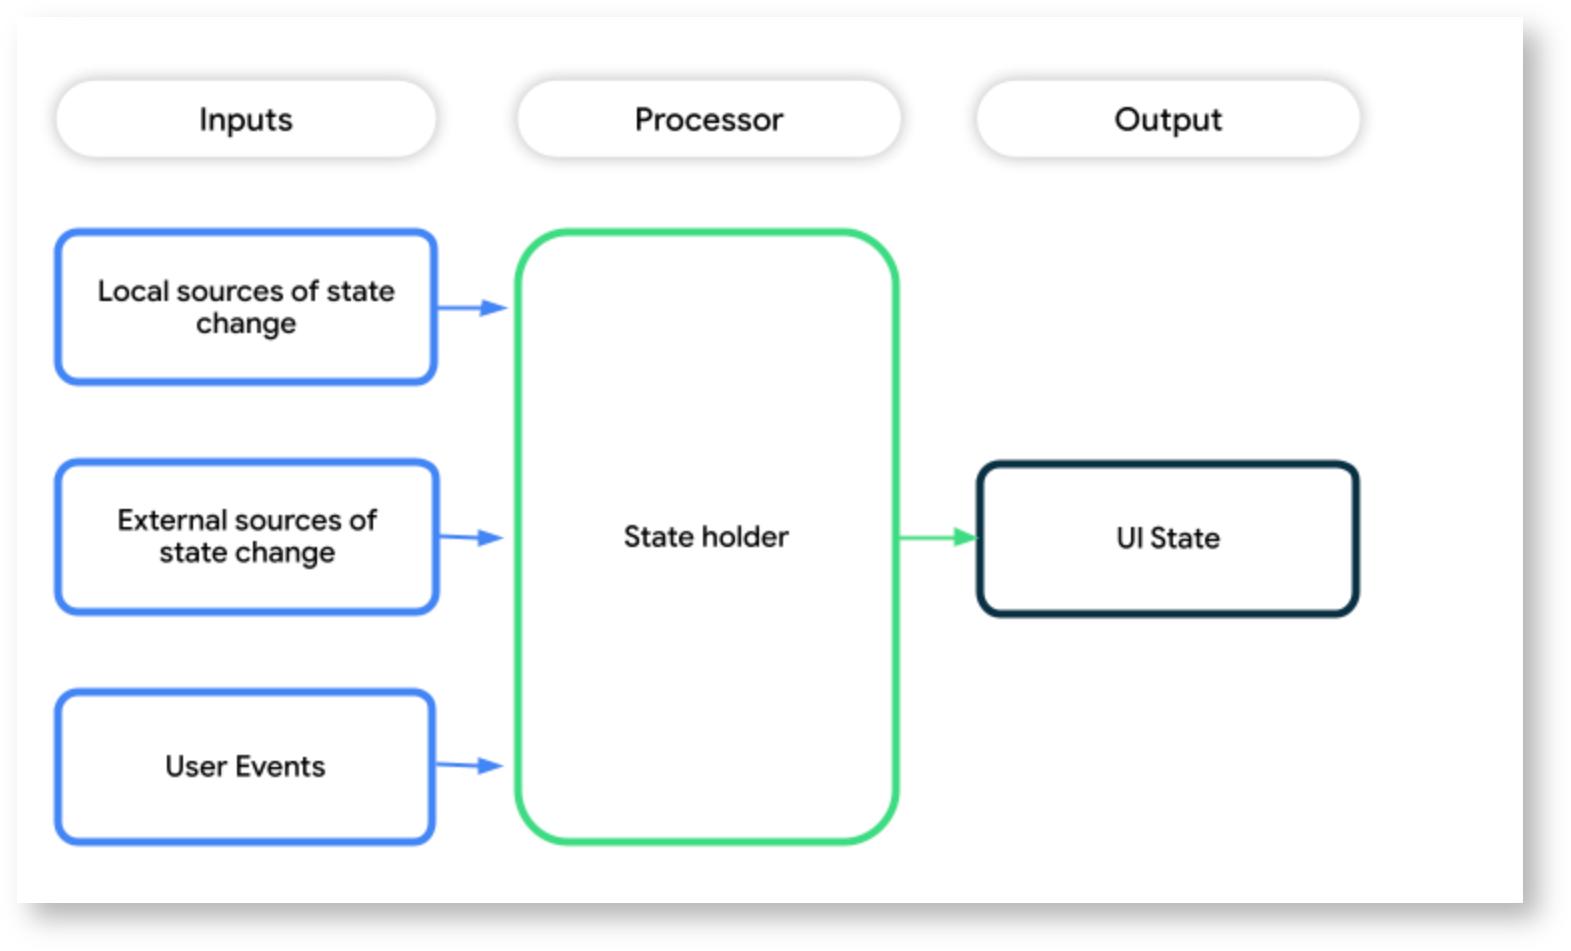 Inputs
Processor
Output
Local sources of state
change
External sources of
state change
User Events
State holder
UI State